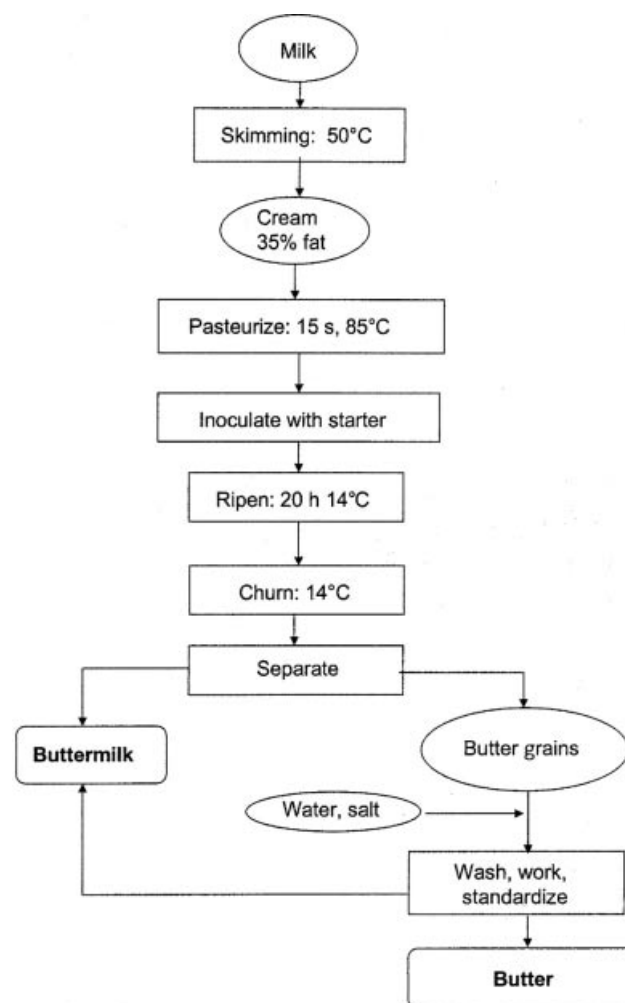 Milk
Skimming: 50°C
Cream
35% fat
Pasteurize: 15 s, 85°C
Inoculate with starter
Ripen: 20 h 14°C
Churn: 14°C
Separate
Buttermilk
Butter grains
Water, salt
Wash, work,
standardize
Butter